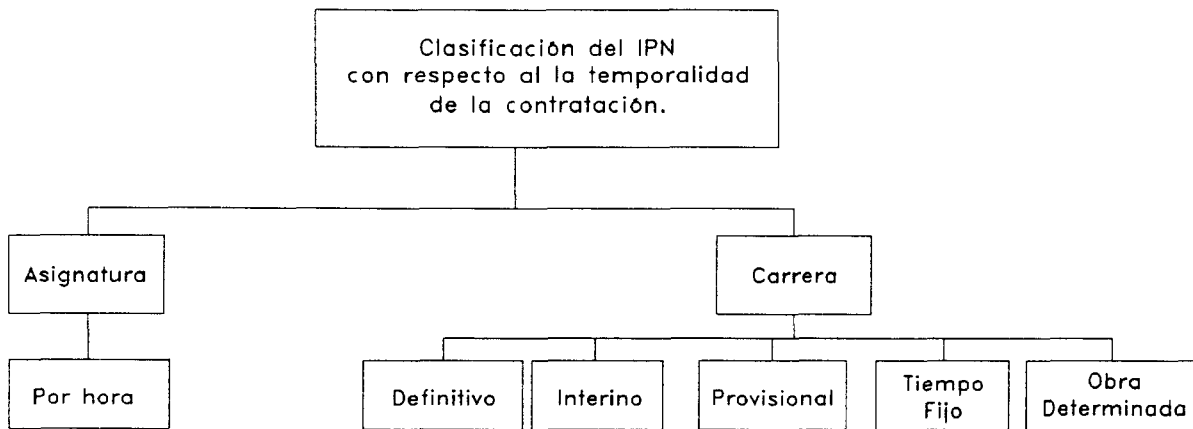 Clasificación del IPN
con respecto al la temporalidad
de la contratación.
Asignatura
Carrera
Por hora
Definitivo
Interino
Provisional
Tiempo
Fijo
Obra
Determinada